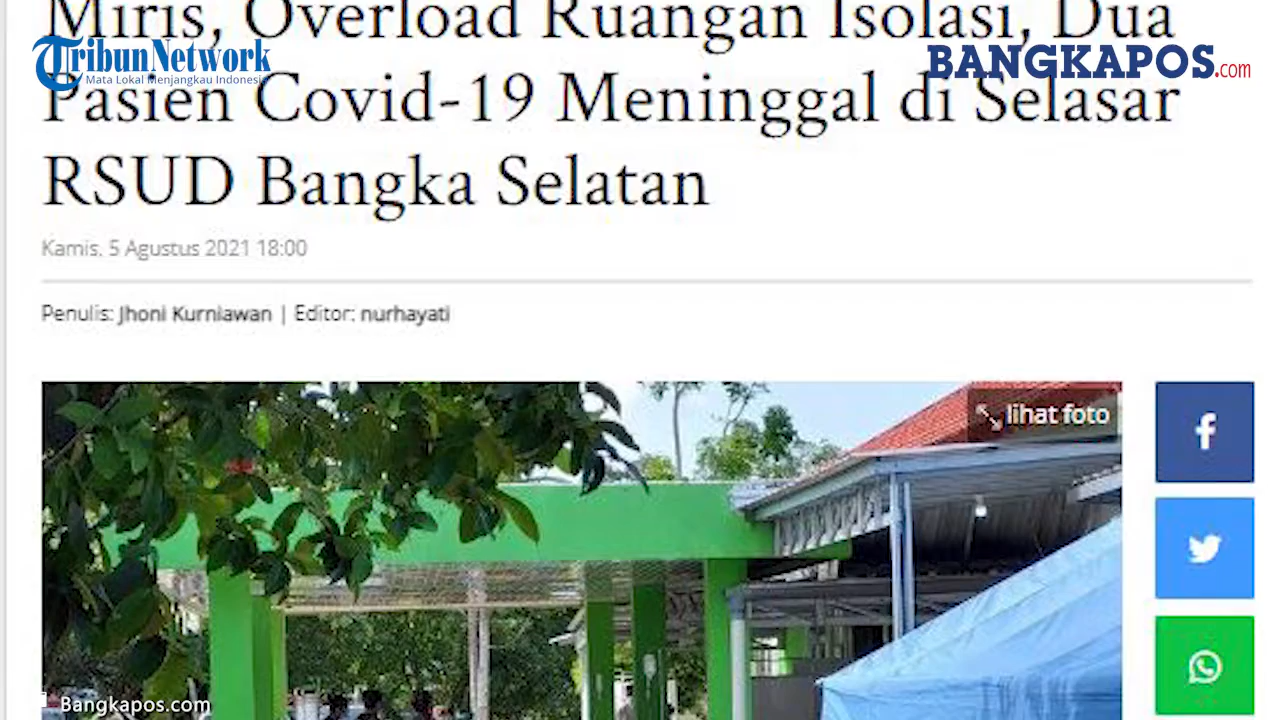 Miris, Overload Ruangan Isolasi, Dua
TribunNetwork
Mata Lokal Menjangkau Indonesia
BANGKAPOS.com
Pasien Covid-19 Meninggal di Selasar
RSUD Bangka Selatan
Kamis, 5 Agustus 2021 18:00
Penulis: Jhoni Kurniawan | Editor: nurhayati
lihat foto
Bangkapos.com